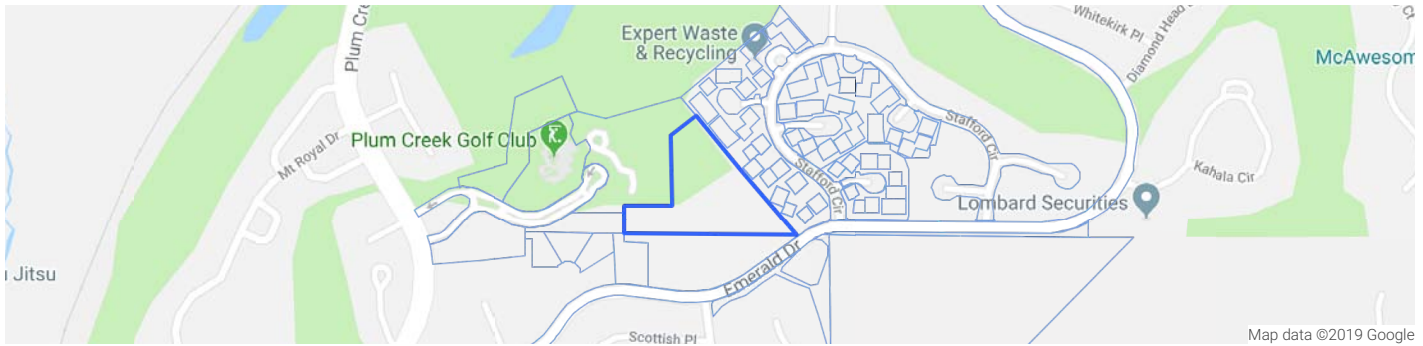 Plum Cre
Whitekirk Pl
Diamond Head
Expert Waste
& Recycling
McAwesom
Plum Creek Golf Club
Mt Royal Dr
Stafford Cir
Stafford Cir
Kahala Cir
Lombard Securities
Jitsu
Emerald Dr
Scottish Pl
Map data ©2019 Google